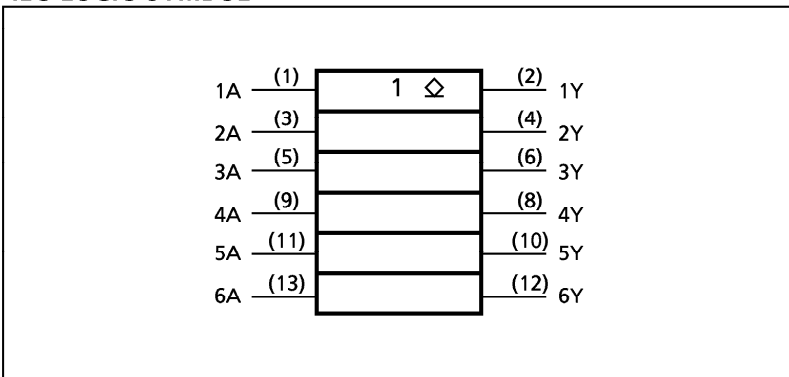 1A (1) 1 (2) 1Y
2A (3) (4) 2Y
3A (5) (6) 3Y
4A (9) (8) 4Y
5A (11) (10) 5Y
6A (13) (12) 6Y